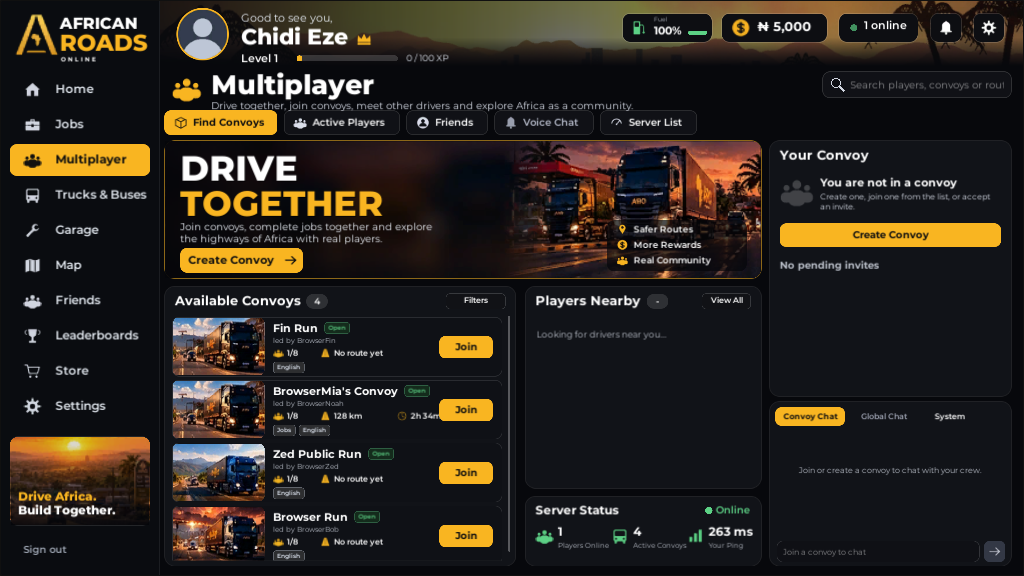 AFRICAN
ROADS
ONLINE
Home
Jobs
Multiplayer
Trucks & Buses
Garage
Map
Friends
Leaderboards
Store
Settings
Drive Africa.
Build Together.
Sign out
Good to see you,
Chidi Eze
Level 1
0 / 100 XP
Fuel
100%
₦ 5,000
1 online
Multiplayer
Drive together, join convoys, meet other drivers and explore Africa as a community.
Search players, convoys or rout
Find Convoys
Active Players
Friends
Voice Chat
Server List
DRIVE
TOGETHER
Join convoys, complete jobs together and explore
the highways of Africa with real players.
Create Convoy
Safer Routes
More Rewards
Real Community
Available Convoys 4
Filters
Fin Run Open
led by BrowserFin
1/8 No route yet
English
Join
BrowserMia's Convoy Open
led by BrowserNoah
1/8 128 km 2h 34m
Jobs English
Join
Zed Public Run Open
led by BrowserZed
1/8 No route yet
English
Join
Browser Run Open
led by BrowserBob
1/8 No route yet
English
Join
Players Nearby -
View All
Looking for drivers near you...
Server Status
Online
1
Players Online
4
Active Convoys
263 ms
Your Ping
Your Convoy
You are not in a convoy
Create one, join one from the list, or accept
an invite.
Create Convoy
No pending invites
Convoy Chat
Global Chat
System
Join or create a convoy to chat with your crew.
Join a convoy to chat